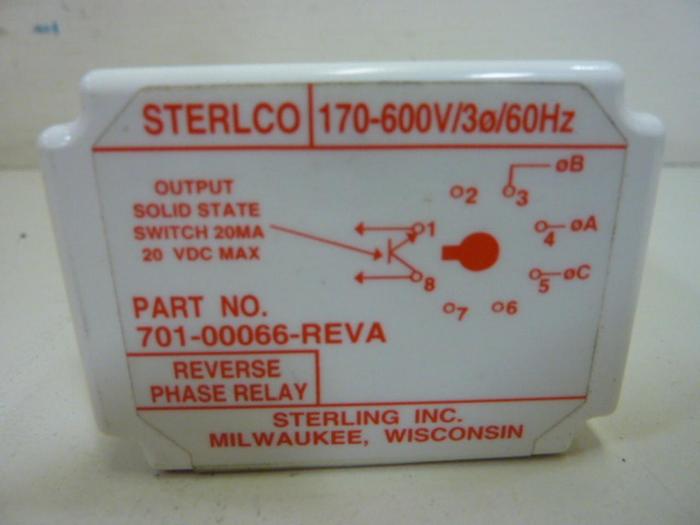 STERLCO 170-600V/3ø/60Hz
OUTPUT
SOLID STATE
SWITCH 20MA
20 VDC MAX
øB
2 3
1 4 øA
8 5 øC
7 6
PART NO.
701-00066-REVA
REVERSE
PHASE RELAY
STERLING INC.
MILWAUKEE, WISCONSIN